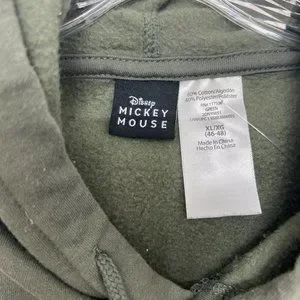 Disney
MICKEY
MOUSE
60% Cotton/Algodón
40% Polyester/Poliéster
GREEN
XL/XG
(46-48)
Made In China
Hecho En China